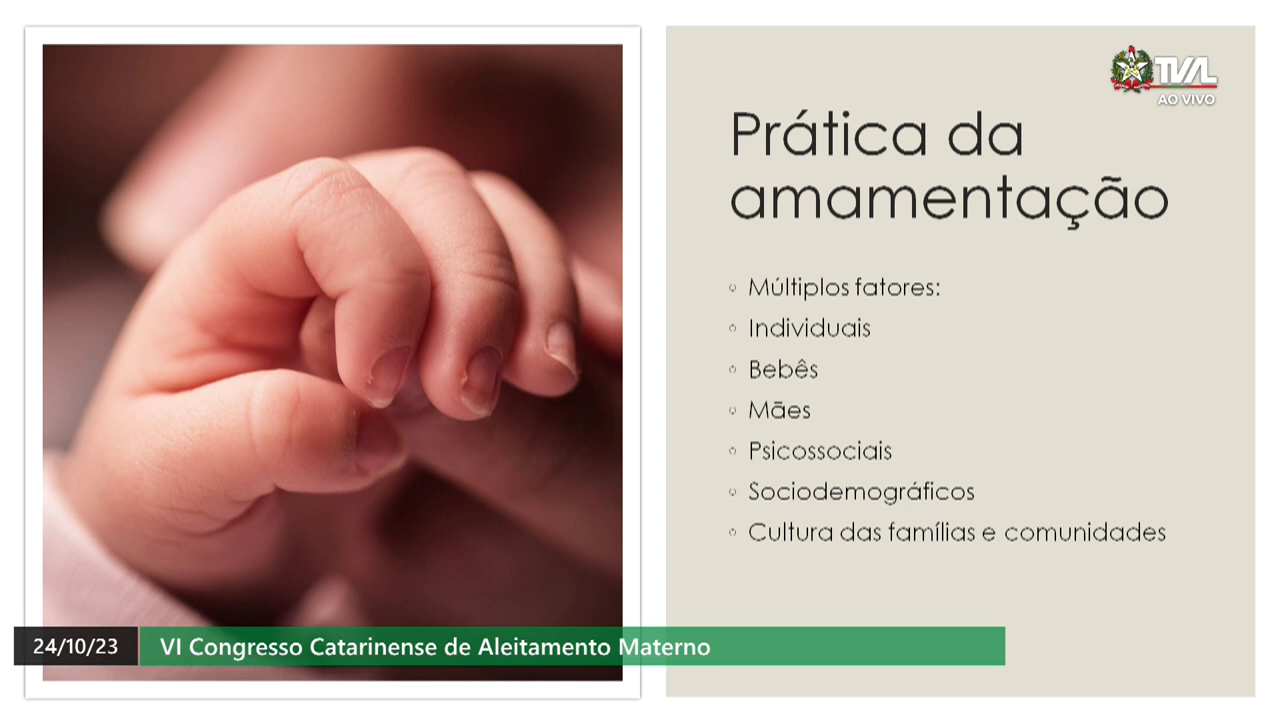 TVAL
AO VIVO
Prática da
amamentação
Múltiplos fatores:
Individuais
Bebês
Mães
Psicossociais
Sociodemográficos
Cultura das famílias e comunidades
24/10/23 VI Congresso Catarinense de Aleitamento Materno